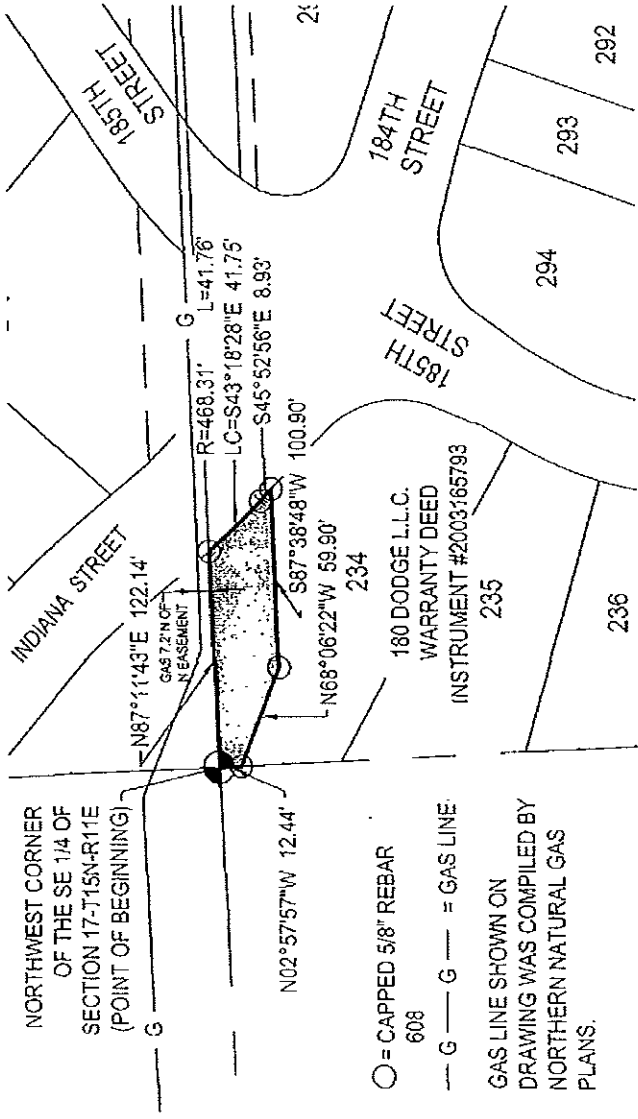 NORTHWEST CORNER
OF THE SE 1/4 OF
SECTION 17-T15N-R11E
(POINT OF BEGINNING)
G
INDIANA STREET
N87°11'43"E 122.14'
GAS 7.2'N OF
N EASEMENT
G
R=468.31' L=41.76'
LC=S43°18'28"E 41.75'
S45°52'56"E 8.93'
S87°38'48"W 100.90'
N68°06'22"W 59.90'
N02°57'57"W 12.44'
185TH
STREET
184TH
STREET
185TH
STREET
234
180 DODGE L.L.C.
WARRANTY DEED
INSTRUMENT #2003165793
235
236
292
293
294
O = CAPPED 5/8" REBAR
608
— G — G — = GAS LINE
GAS LINE SHOWN ON
DRAWING WAS COMPILED BY
NORTHERN NATURAL GAS
PLANS.